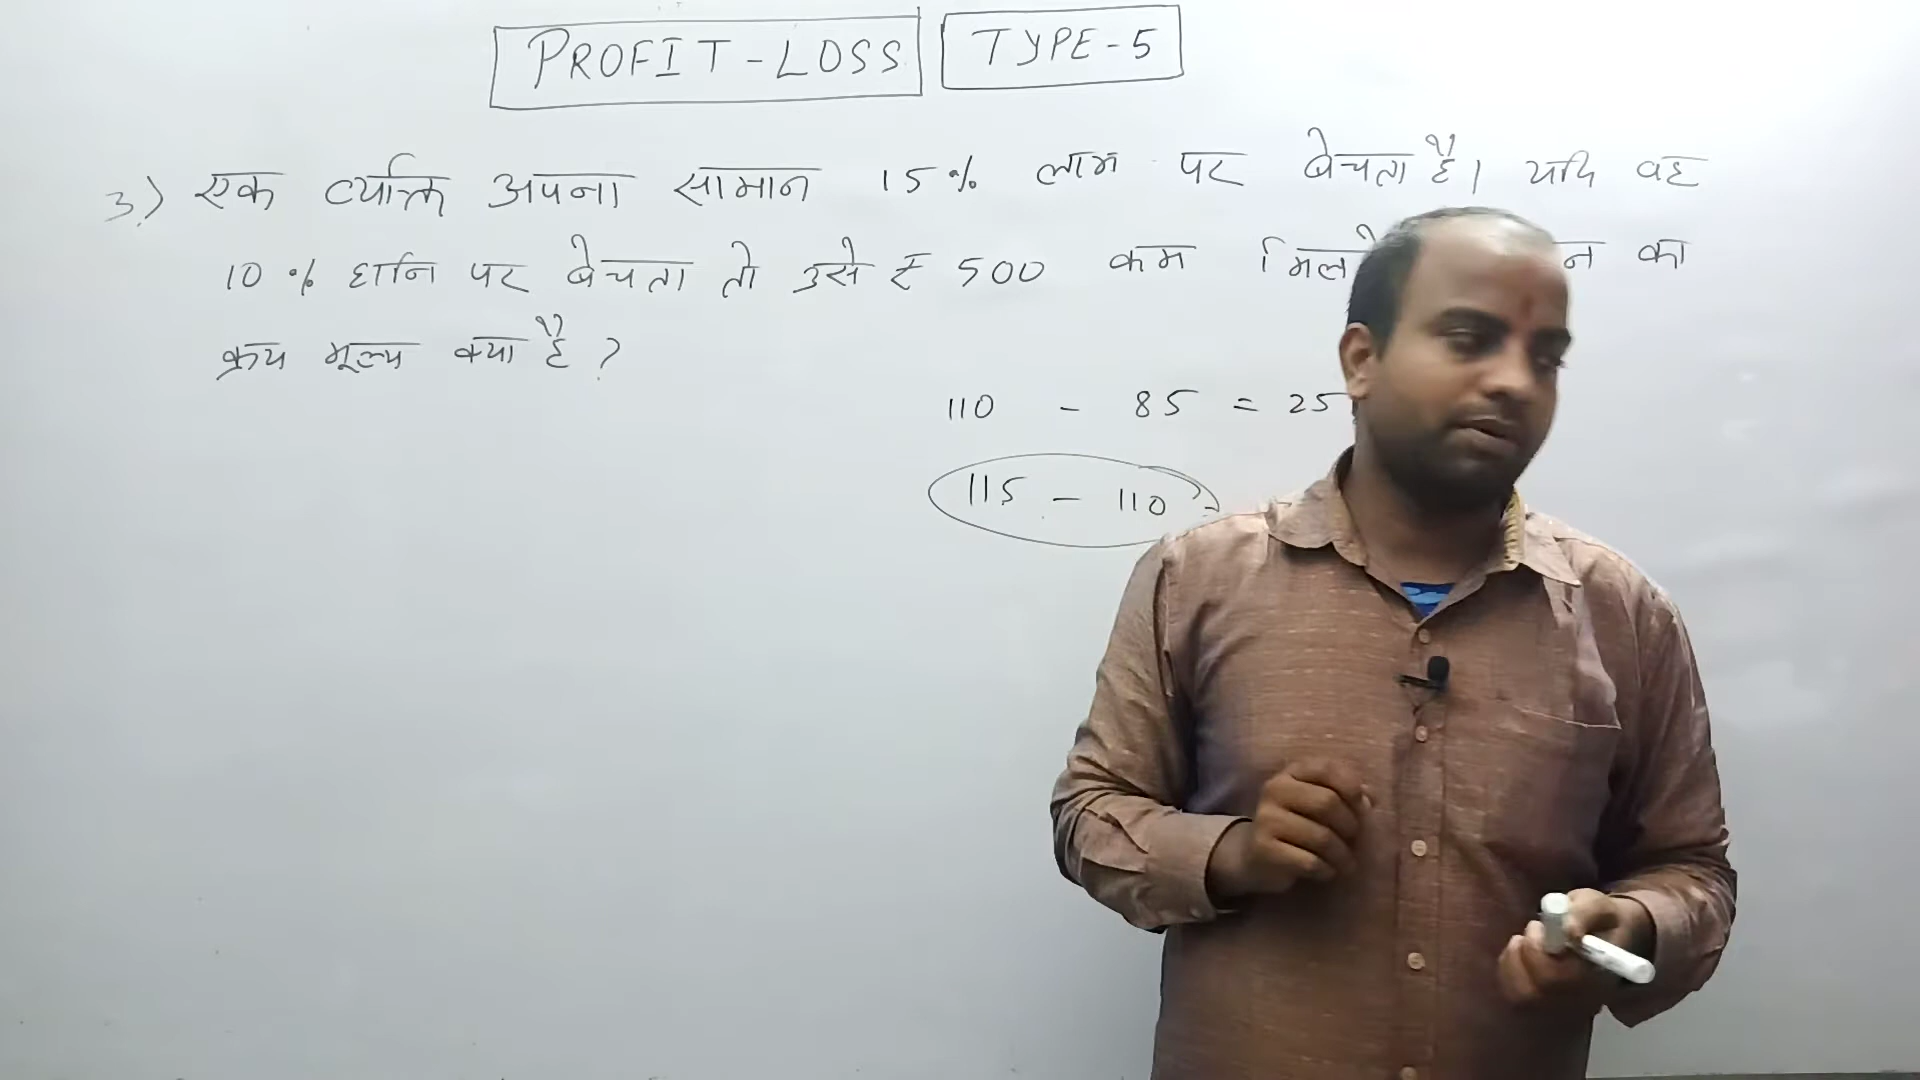 PROFIT-LOSS TYPE-5
3.) एक व्यक्ति अपना सामान 15% लाभ पर बेचता है। यदि वह
10% हानि पर बेचता तो उसे ₹ 500 कम का
क्रय मूल्य क्या है ?
110 - 85 = 25
115 - 110